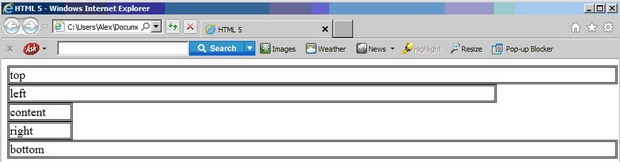 HTML 5 - Windows Internet Explorer
C:\Users\Alex\Docume
HTML 5
Ask
Search
Images
Weather
News
Highlight
Resize
Pop-up Blocker
top
left
content
right
bottom